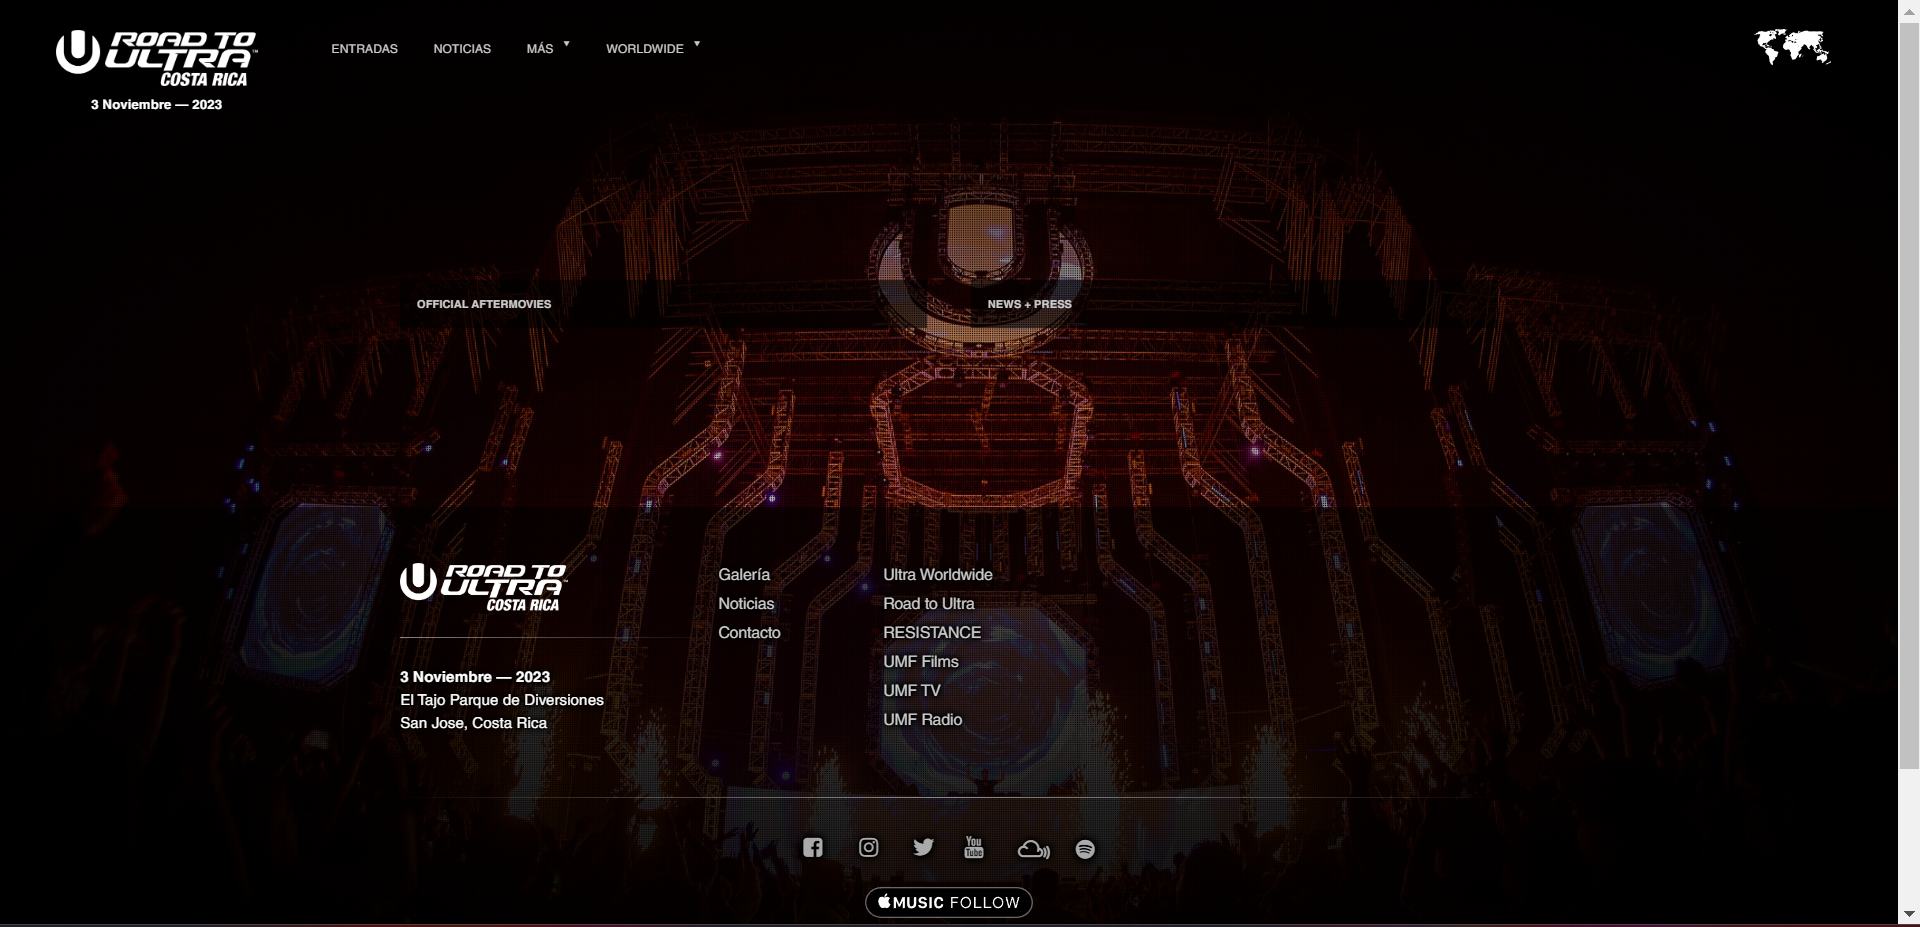 ROAD TO
ULTRA
COSTA RICA
3 Noviembre — 2023
ENTRADAS
NOTICIAS
MÁS
WORLDWIDE
OFFICIAL AFTERMOVIES
NEWS + PRESS
ROAD TO
ULTRA
COSTA RICA
3 Noviembre — 2023
El Tajo Parque de Diversiones
San Jose, Costa Rica
Galería
Noticias
Contacto
Ultra Worldwide
Road to Ultra
RESISTANCE
UMF Films
UMF TV
UMF Radio
You
Tube
MUSIC FOLLOW